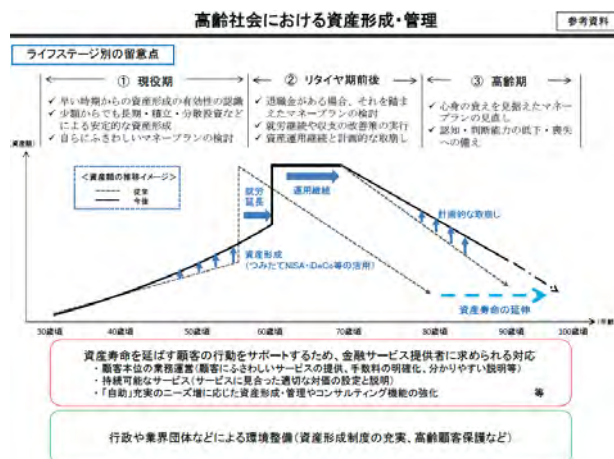 高齢社会における資産形成・管理
参考資料
ライフステージ別の留意点
① 現役期
✓ 早い時期からの資産形成の有効性の認識
✓ 少額からでも長期・積立・分散投資などによる安定的な資産形成
✓ 自らにふさわしいマネープランの検討
② リタイヤ期前後
✓ 退職金がある場合、それを踏まえたマネープランの検討
✓ 就労継続や収支の改善策の実行
✓ 資産運用継続と計画的な取崩し
③ 高齢期
✓ 心身の衰えを見据えたマネープランの見直し
✓ 認知・判断能力の低下・喪失への備え
資産額
<資産額の推移イメージ>
従来
今後
就労
延長
運用継続
計画的な取崩し
資産形成
(つみたてNISA・iDeCo等の活用)
資産寿命の延伸
30歳頃 40歳頃 50歳頃 60歳頃 70歳頃 80歳頃 90歳頃 100歳頃
資産寿命を延ばす顧客の行動をサポートするため、金融サービス提供者に求められる対応
・顧客本位の業務運営(顧客にふさわしいサービスの提供、手数料の明確化、分かりやすい説明等)
・持続可能なサービス(サービスに見合った適切な対価の設定と説明)
・「自助」充実のニーズ増に応じた資産形成・管理やコンサルティング機能の強化 等
行政や業界団体などによる環境整備(資産形成制度の充実、高齢顧客保護など)